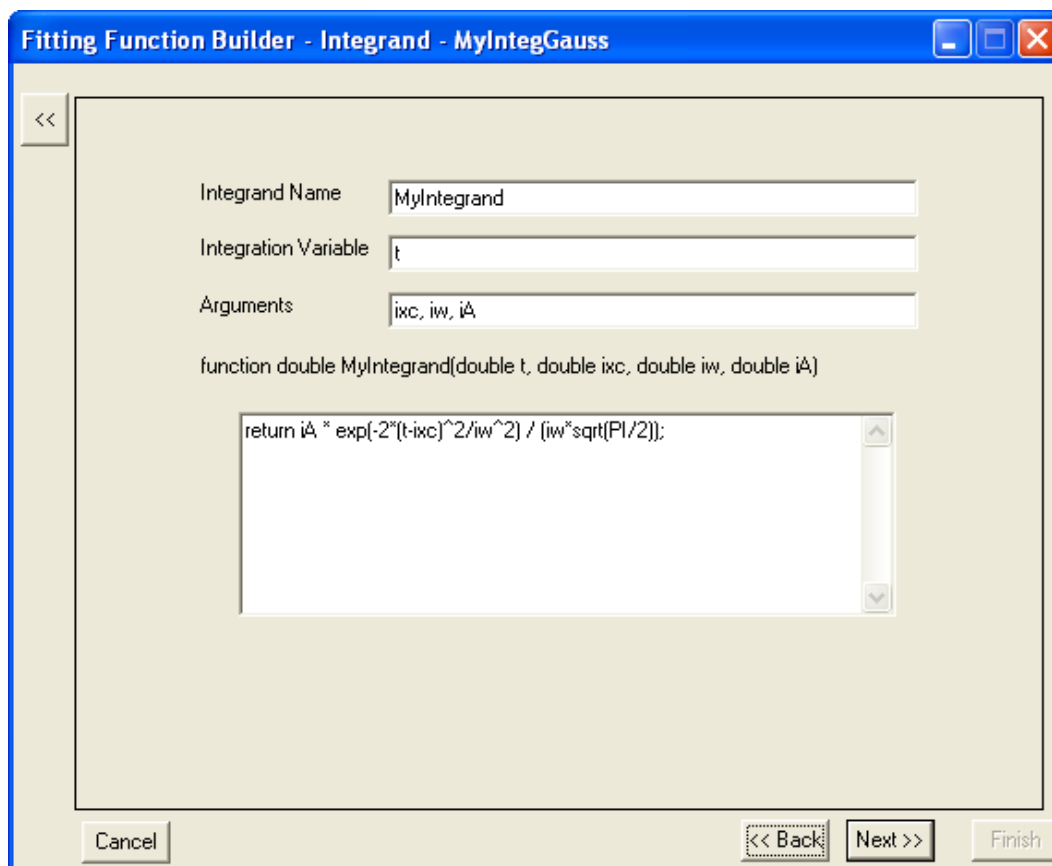 Fitting Function Builder - Integrand - MyIntegGauss
<<
Integrand Name MyIntegrand
Integration Variable t
Arguments ixc, iw, iA
function double MyIntegrand(double t, double ixc, double iw, double iA)
return iA * exp(-2*(t-ixc)^2/iw^2) / (iw*sqrt(PI/2));
Cancel << Back Next >> Finish